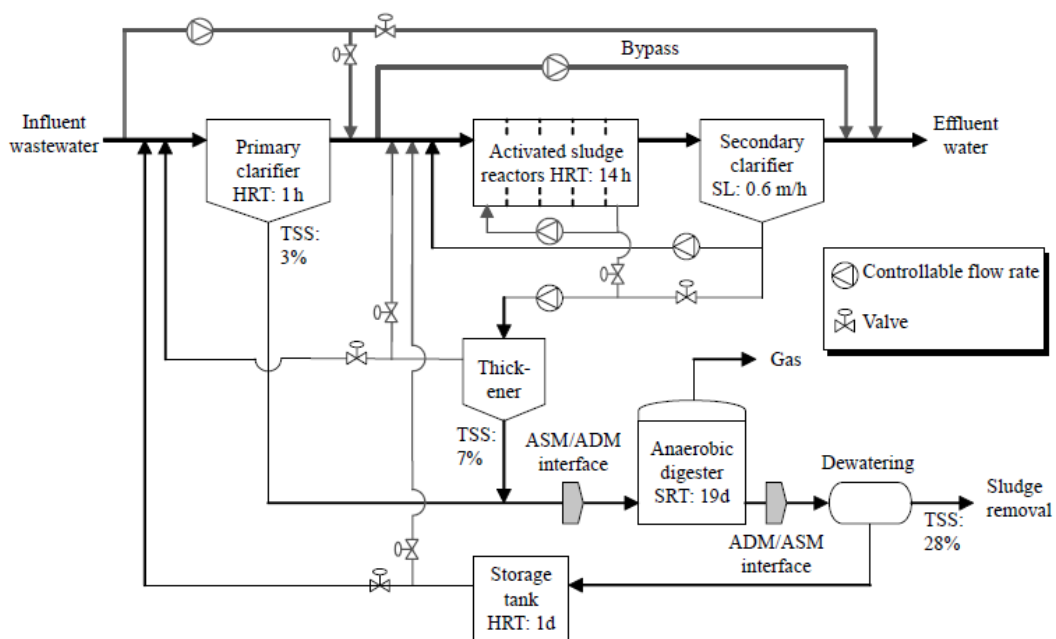 Bypass
Influent
wastewater
Primary
clarifier
HRT: 1 h
Activated sludge
reactors HRT: 14 h
Secondary
clarifier
SL: 0.6 m/h
Effluent
water
TSS:
3%
Controllable flow rate
Valve
Thick-
ener
Gas
TSS:
7%
ASM/ADM
interface
Anaerobic
digester
SRT: 19d
Dewatering
Sludge
removal
TSS:
28%
ADM/ASM
interface
Storage
tank
HRT: 1d